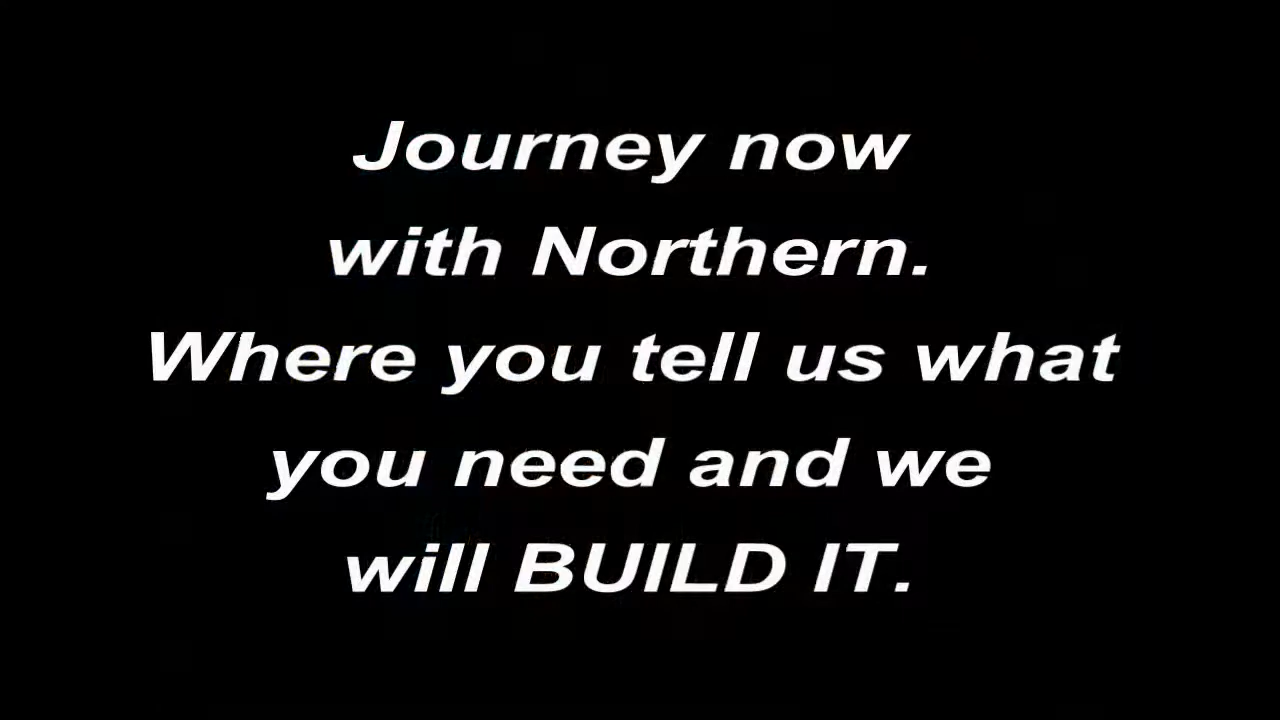 Journey now
with Northern.
Where you tell us what
you need and we
will BUILD IT.